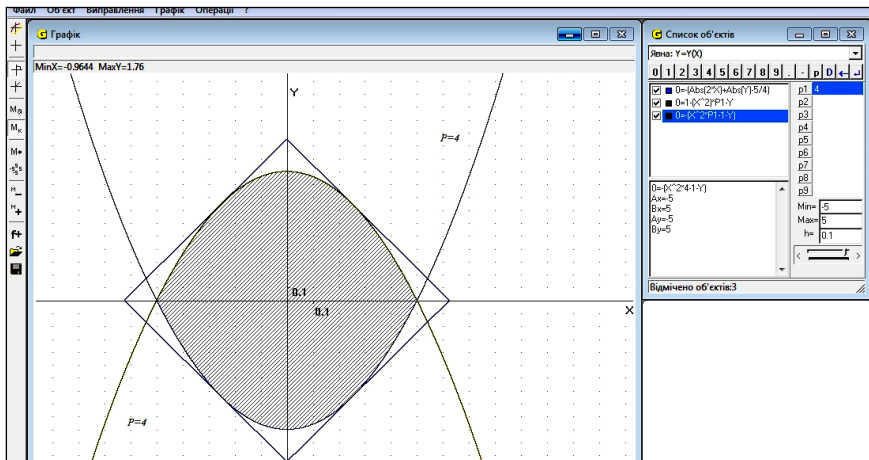 Файл Об'єкт Виправлення Графік Операції ?
G Графік
MinX=-0.9644 MaxY=1.76
Y
P=4
0.1
0.1
X
P=4
Ma
Mк
M*
M
M+
f+
G Список об'єктів
Явна: Y=Y(X)
0 1 2 3 4 5 6 7 8 9 . - p D ← ↵
0=-(Abs(2*X)+Abs(Y)-5/4)
0=1-(X^2)*P1-Y
0=-(X^2*P1-1-Y)
p1 4
p2
p3
p4
p5
p6
p7
p8
p9
0=-(X^2*4-1-Y)
Ax=-5
Bx=5
Ay=-5
By=5
Min= -5
Max= 5
h= 0.1
Відмічено об'єктів:3